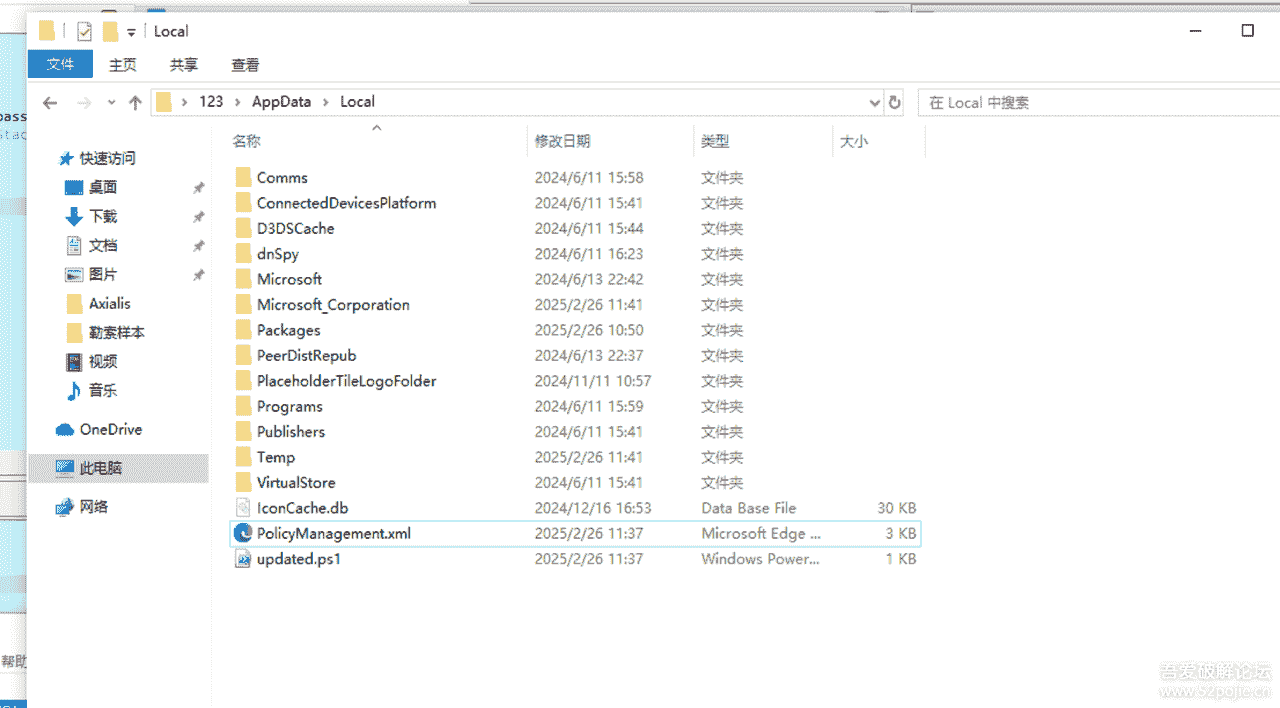 Local
文件 主页 共享 查看
123 AppData Local
在 Local 中搜索
pass
stac
名称 修改日期 类型 大小
快速访问
桌面
下载
文档
图片
Axialis
勒索样本
视频
音乐
OneDrive
此电脑
网络
Comms 2024/6/11 15:58 文件夹
ConnectedDevicesPlatform 2024/6/11 15:41 文件夹
D3DSCache 2024/6/11 15:44 文件夹
dnSpy 2024/6/11 16:23 文件夹
Microsoft 2024/6/13 22:42 文件夹
Microsoft_Corporation 2025/2/26 11:41 文件夹
Packages 2025/2/26 10:50 文件夹
PeerDistRepub 2024/6/13 22:37 文件夹
PlaceholderTileLogoFolder 2024/11/11 10:57 文件夹
Programs 2024/6/11 15:59 文件夹
Publishers 2024/6/11 15:41 文件夹
Temp 2025/2/26 11:41 文件夹
VirtualStore 2024/6/11 15:41 文件夹
IconCache.db 2024/12/16 16:53 Data Base File 30 KB
PolicyManagement.xml 2025/2/26 11:37 Microsoft Edge ... 3 KB
updated.ps1 2025/2/26 11:37 Windows Power... 1 KB
帮助
吾爱破解论坛
www.52pojie.cn